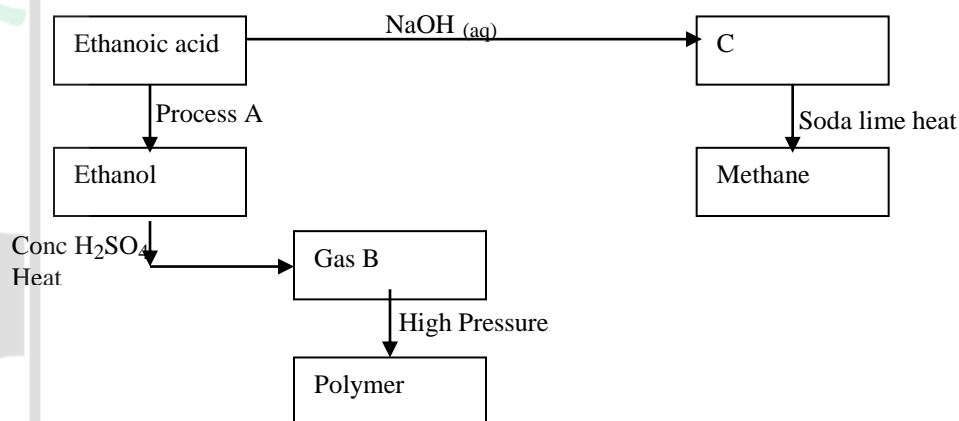 Ethanoic acid
NaOH (aq)
C
Process A
Soda lime heat
Ethanol
Methane
Conc H₂SO₄
Heat
Gas B
High Pressure
Polymer